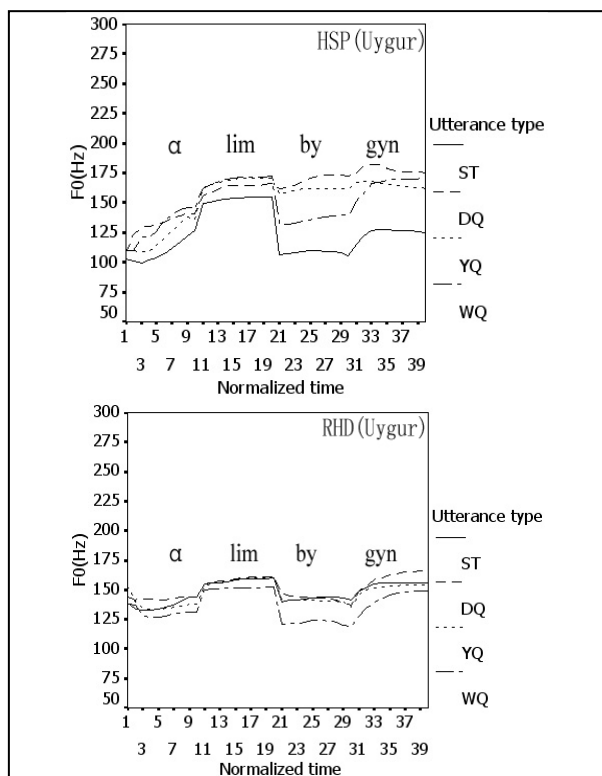 HSP(Uygur)
300
275
250
225
200
175
150
125
100
75
50
F0(Hz)
α lim by gyn
1 5 9 13 17 21 25 29 33 37
3 7 11 15 19 23 27 31 35 39
Normalized time
Utterance type
ST
DQ
YQ
WQ
RHD(Uygur)
300
275
250
225
200
175
150
125
100
75
50
F0(Hz)
α lim by gyn
1 5 9 13 17 21 25 29 33 37
3 7 11 15 19 23 27 31 35 39
Normalized time
Utterance type
ST
DQ
YQ
WQ